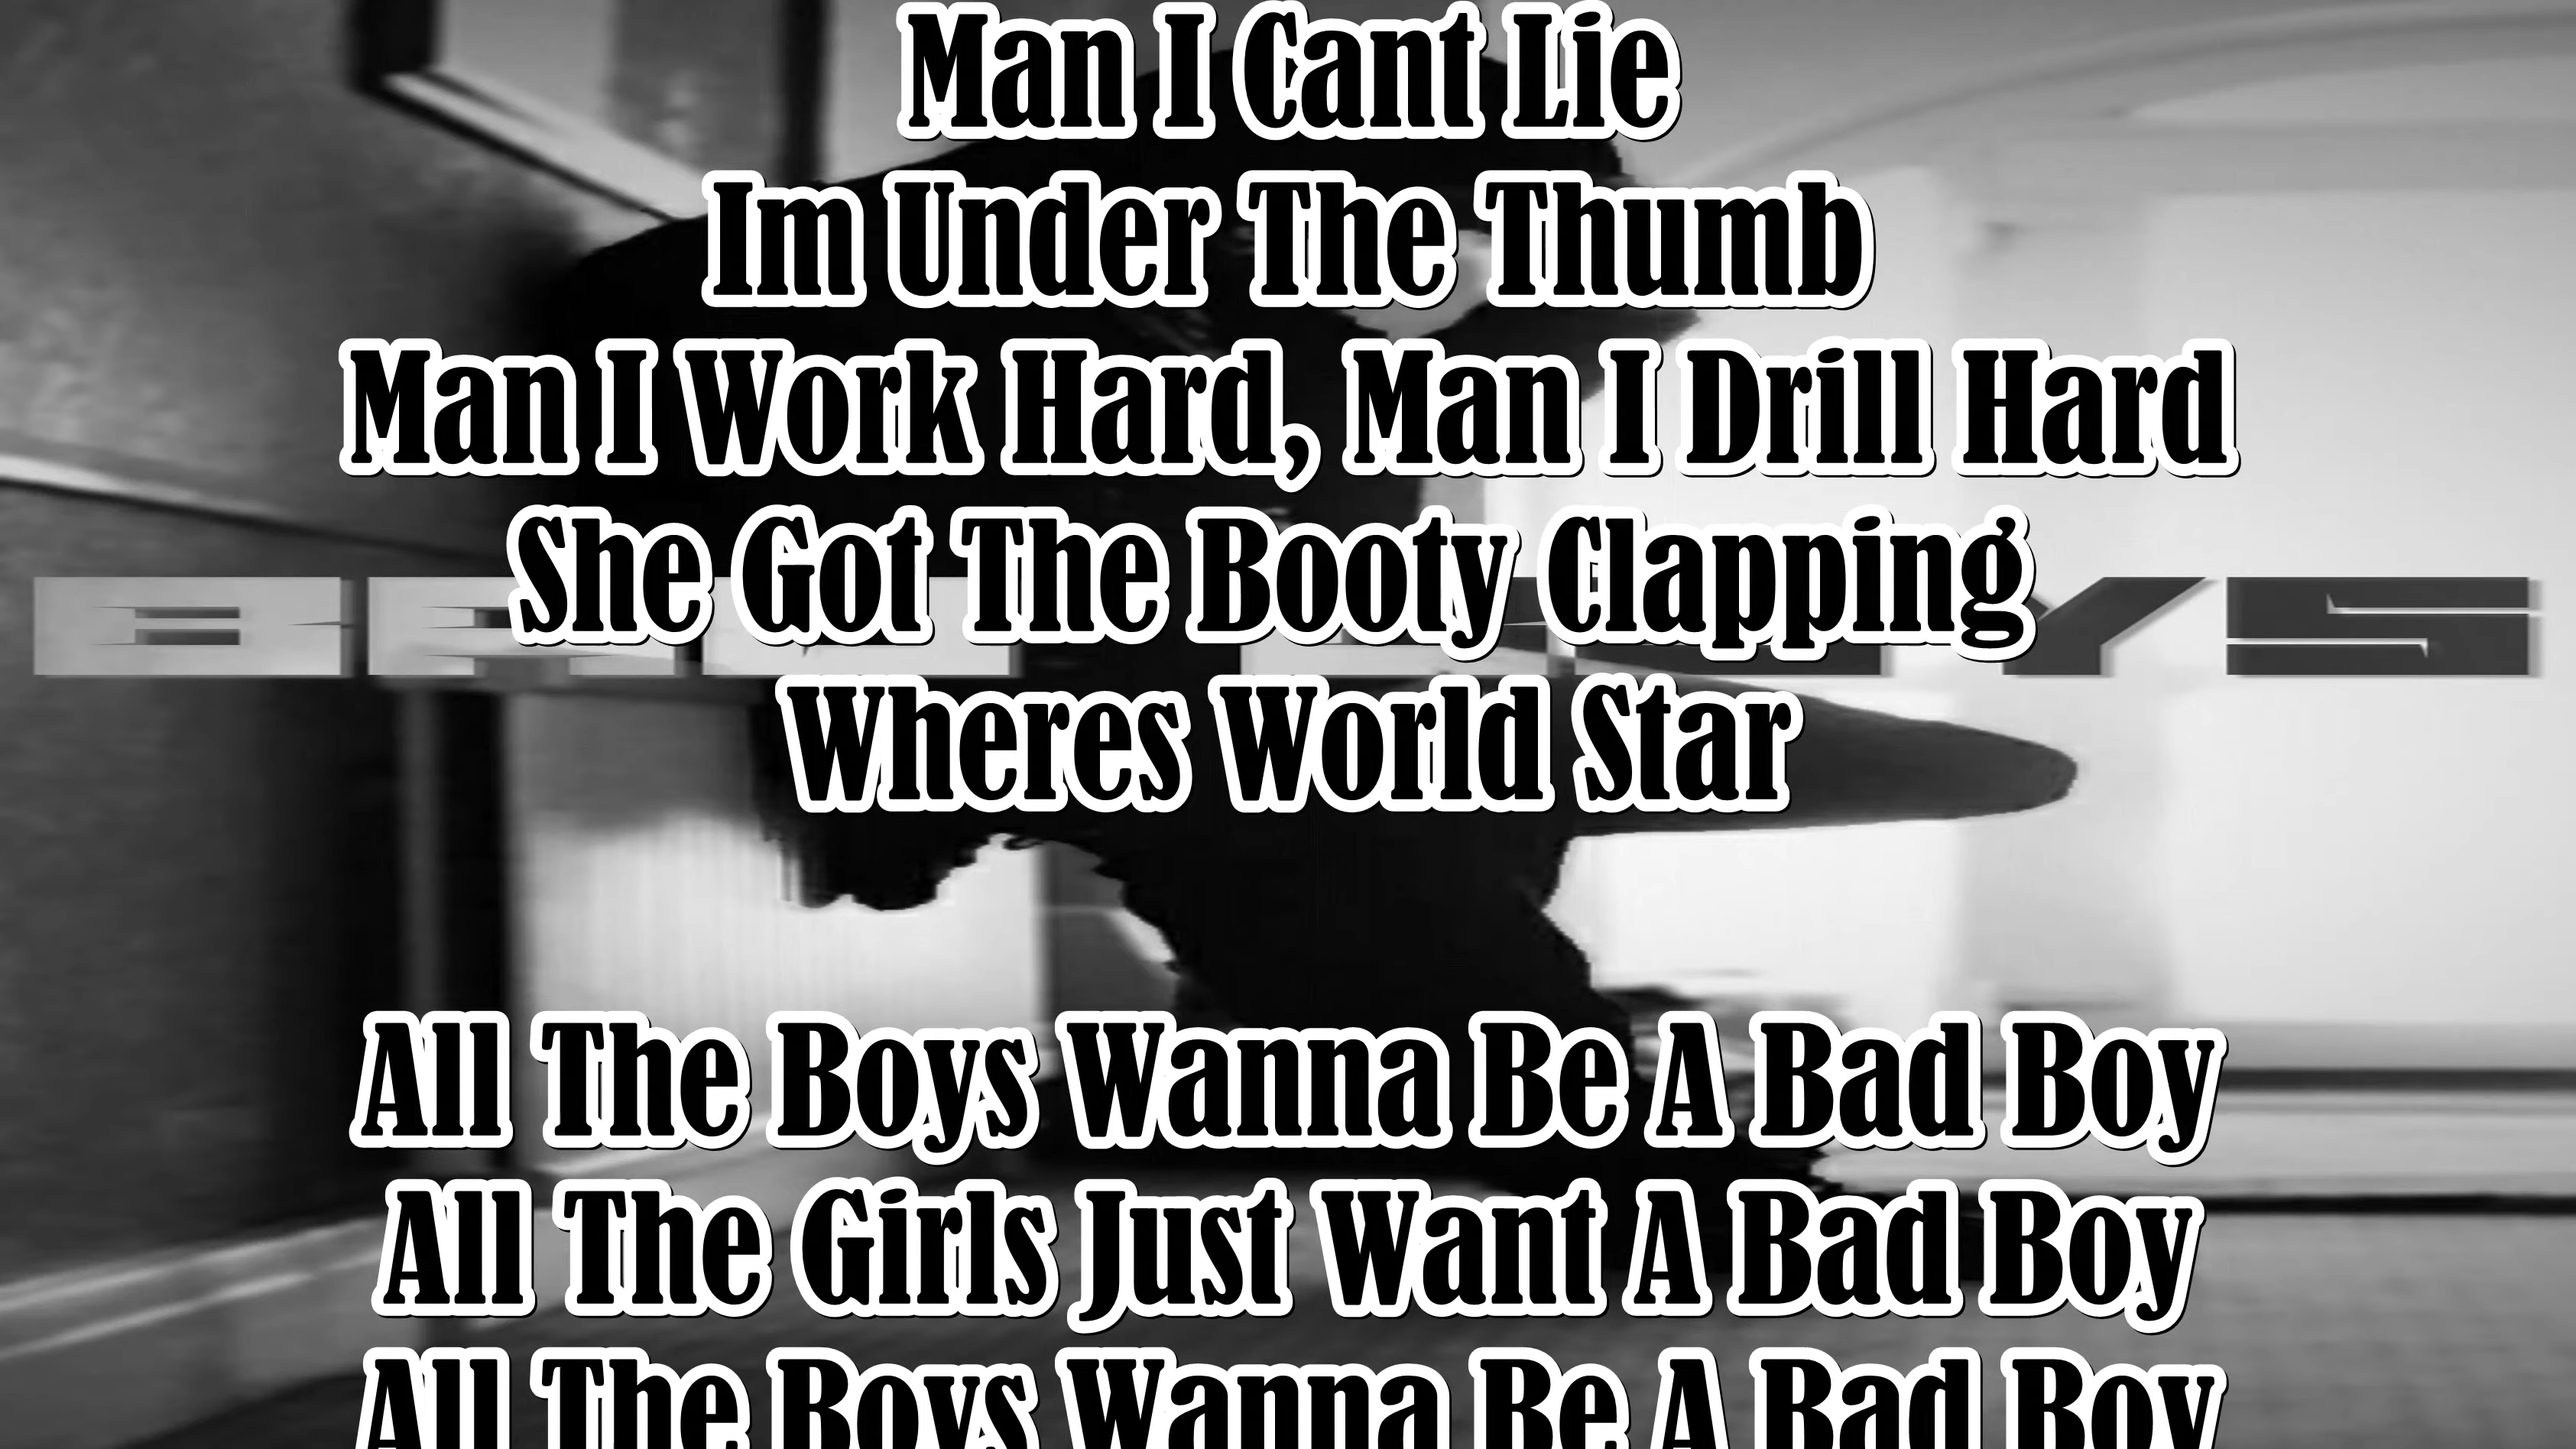 Man I Cant Lie
Im Under The Thumb
Man I Work Hard, Man I Drill Hard
She Got The Booty Clapping
Wheres World Star
All The Boys Wanna Be A Bad Boy
All The Girls Just Want A Bad Boy
All The Boys Wanna Be A Bad Boy